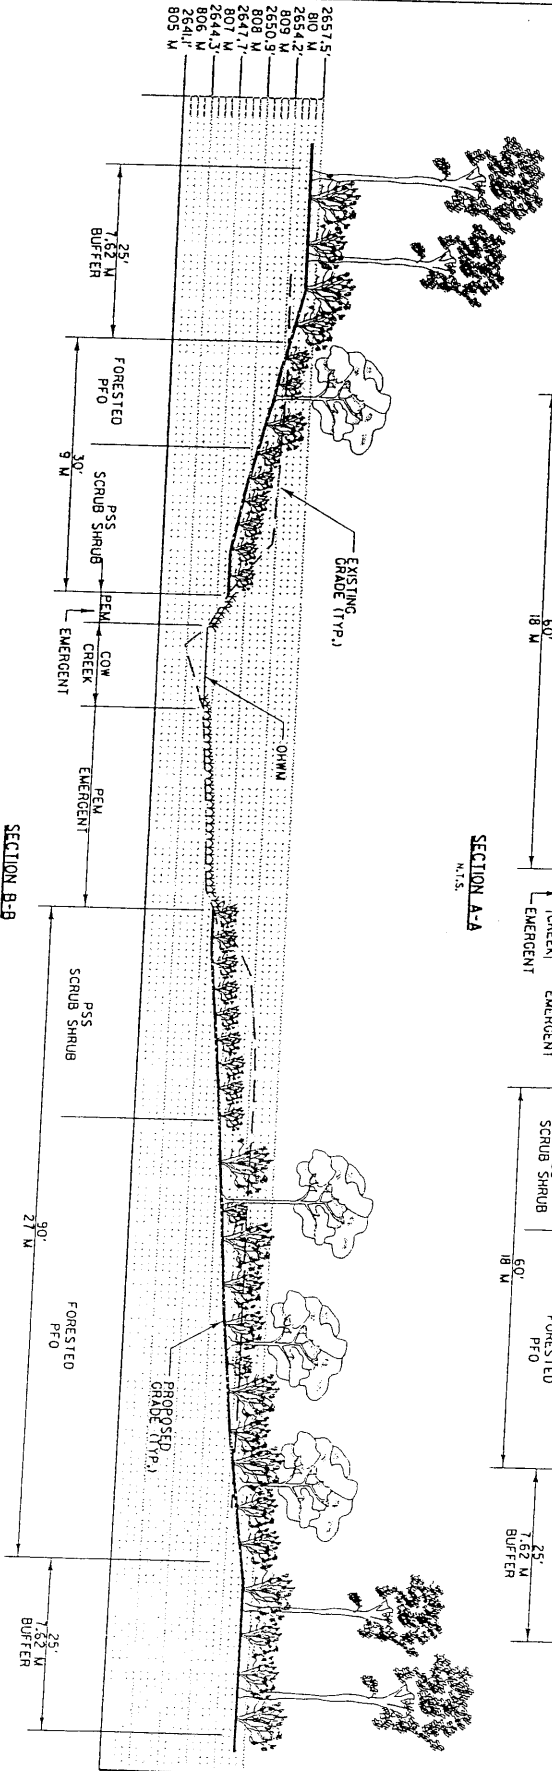 60'
18 M
CREEK
EMERGENT
EMERGENT
SCRUB SHRUB
60'
18 M
FORESTED
PFO
25'
7.62 M
BUFFER
SECTION A-A
N.T.S.
2657.5'
810 M
2654.2'
809 M
2650.9'
808 M
2647.7'
807 M
2644.3'
806 M
2641.1'
805 M
EXISTING
GRADE (TYP.)
OHWM
PROPOSED
GRADE (TYP.)
25'
7.62 M
BUFFER
FORESTED
PFO
PSS
SCRUB SHRUB
30'
9 M
PEM
EMERGENT
COW
CREEK
PEM
EMERGENT
PSS
SCRUB SHRUB
FORESTED
PFO
90'
27 M
25'
7.62 M
BUFFER
SECTION B-B